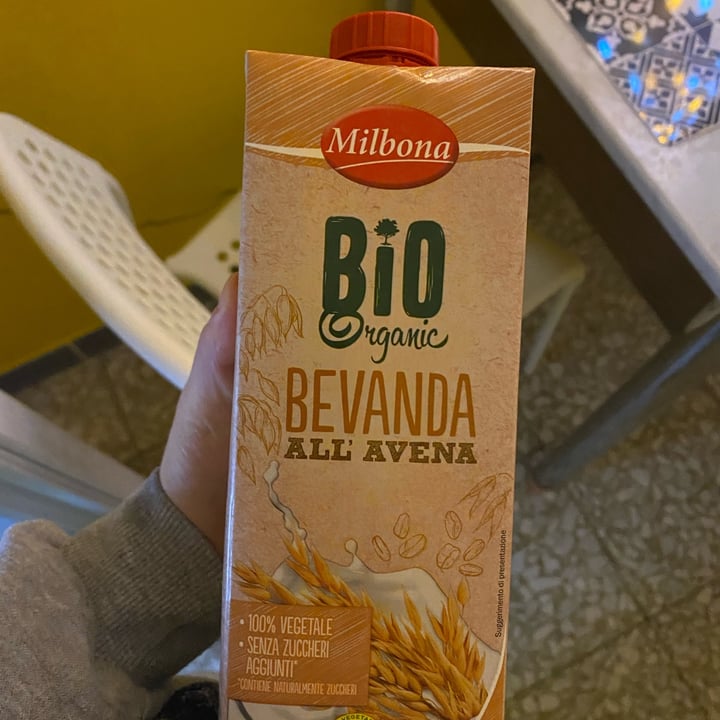 Milbona
BiO
Organic
BEVANDA
ALL' AVENA
Suggerimento di presentazione
• 100% VEGETALE
• SENZA ZUCCHERI
AGGIUNTI*
*CONTIENE NATURALMENTE ZUCCHERI